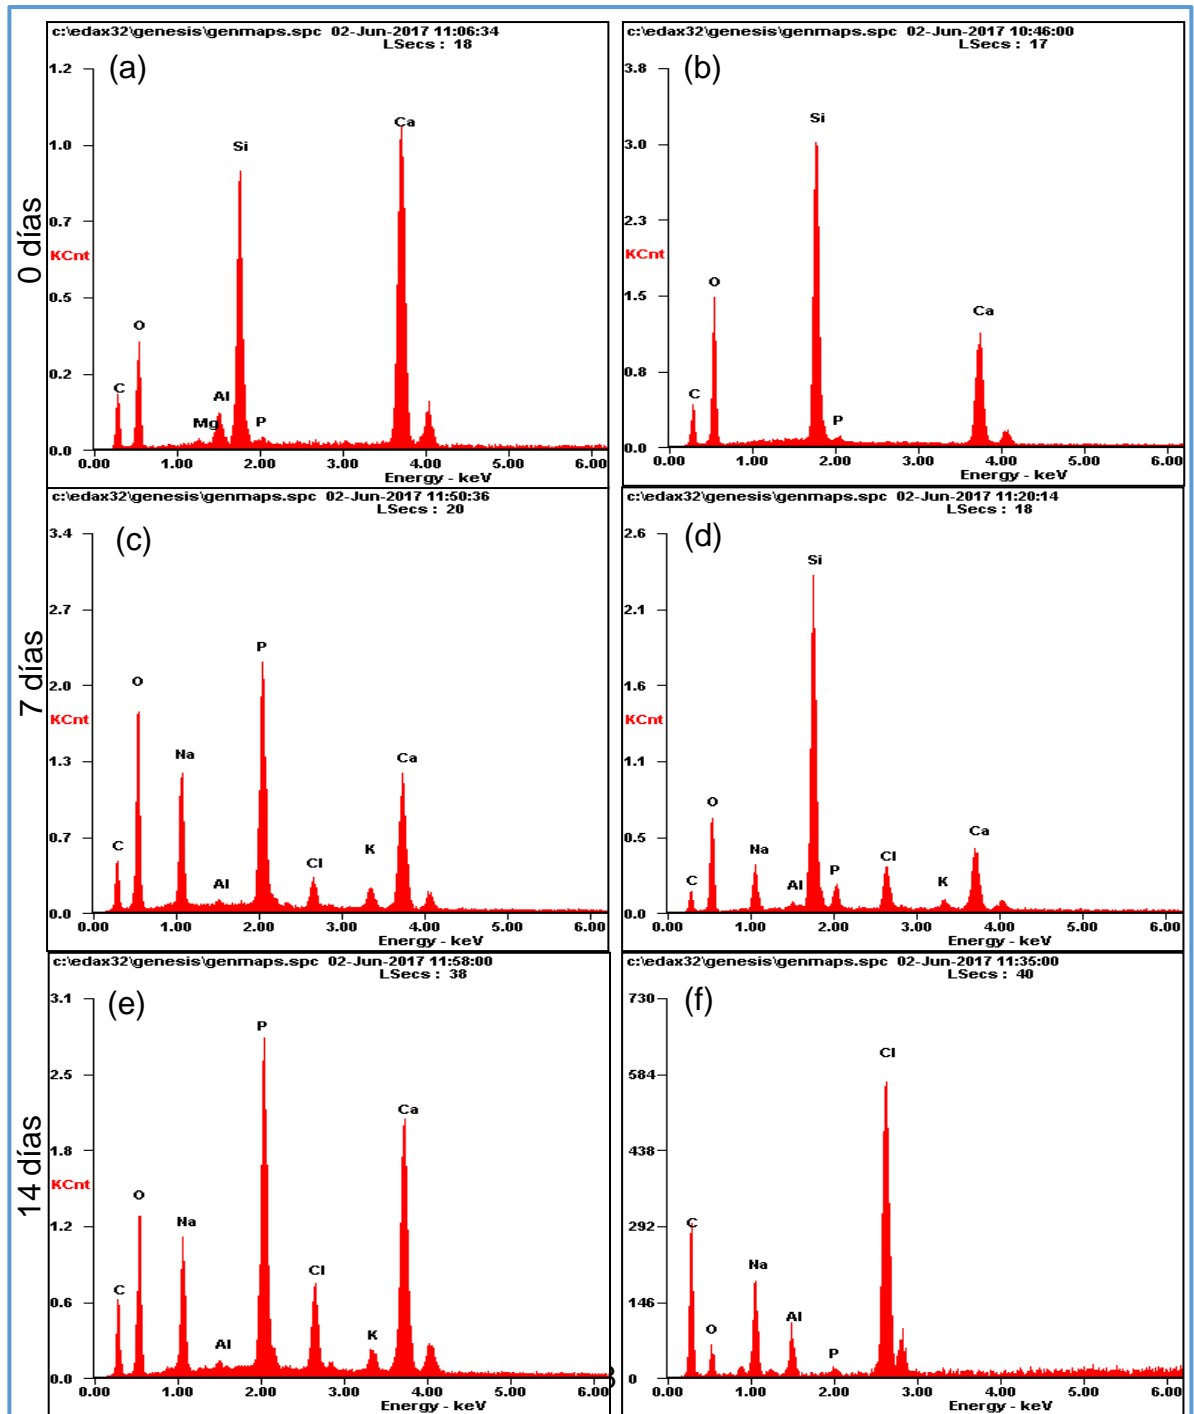 0 días
c:\edax32\genesis\genmaps.spc 02-Jun-2017 11:06:34
LSecs : 18
(a)
1.2
1.0
0.7
KCnt
0.5
0.2
0.0
C
O
Mg
Al
Si
P
Ca
0.00 1.00 2.00 3.00 4.00 5.00 6.00
Energy - keV
c:\edax32\genesis\genmaps.spc 02-Jun-2017 10:46:00
LSecs : 17
(b)
3.8
3.0
2.3
KCnt
1.5
0.8
0.0
C
O
Si
P
Ca
0.00 1.00 2.00 3.00 4.00 5.00 6.00
Energy - keV
7 días
c:\edax32\genesis\genmaps.spc 02-Jun-2017 11:50:36
LSecs : 20
(c)
3.4
2.7
2.0
KCnt
1.3
0.7
0.0
C
O
Na
Al
P
Cl
K
Ca
0.00 1.00 2.00 3.00 4.00 5.00 6.00
Energy - keV
c:\edax32\genesis\genmaps.spc 02-Jun-2017 11:20:14
LSecs : 18
(d)
2.6
2.1
1.6
KCnt
1.1
0.5
0.0
C
O
Na
Al
Si
P
Cl
K
Ca
0.00 1.00 2.00 3.00 4.00 5.00 6.00
Energy - keV
14 días
c:\edax32\genesis\genmaps.spc 02-Jun-2017 11:58:00
LSecs : 38
(e)
3.1
2.5
1.8
KCnt
1.2
0.6
0.0
C
O
Na
Al
P
Cl
K
Ca
0.00 1.00 2.00 3.00 4.00 5.00 6.00
Energy - keV
c:\edax32\genesis\genmaps.spc 02-Jun-2017 11:35:00
LSecs : 40
(f)
730
584
438
292
146
0
C
O
Na
Al
P
Cl
0.00 1.00 2.00 3.00 4.00 5.00 6.00
Energy - keV